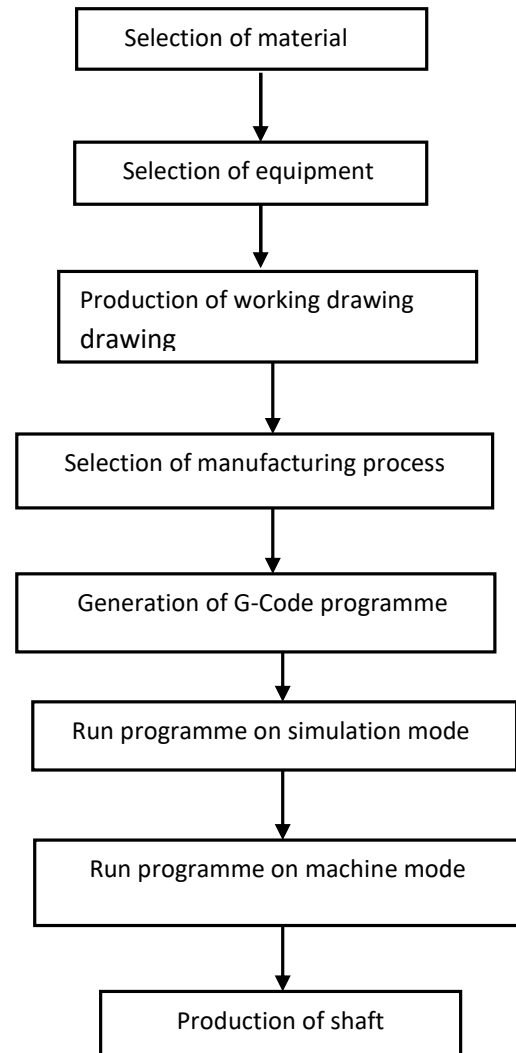 Selection of material
Selection of equipment
Production of working drawing
drawing
Selection of manufacturing process
Generation of G-Code programme
Run programme on simulation mode
Run programme on machine mode
Production of shaft